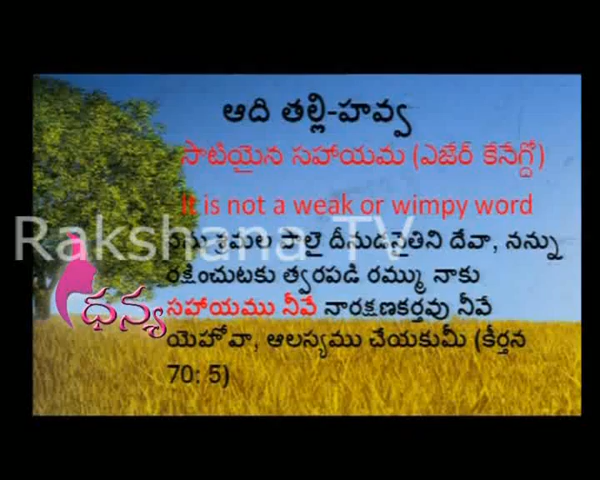 ఆది తల్లి-హవ్వ
సాటియైన సహాయమ (ఎజేర్ కేనేగ్దో)
It is not a weak or wimpy word
Rakshana TV
నేను శ్రమల పాలై దీనుడనైతిని దేవా, నన్ను
రక్షించుటకు త్వరపడి రమ్ము నాకు
సహాయము నీవే నారక్షణకర్తవు నీవే
ధన్య
యెహోవా, ఆలస్యము చేయకుమీ (కీర్తన
70: 5)